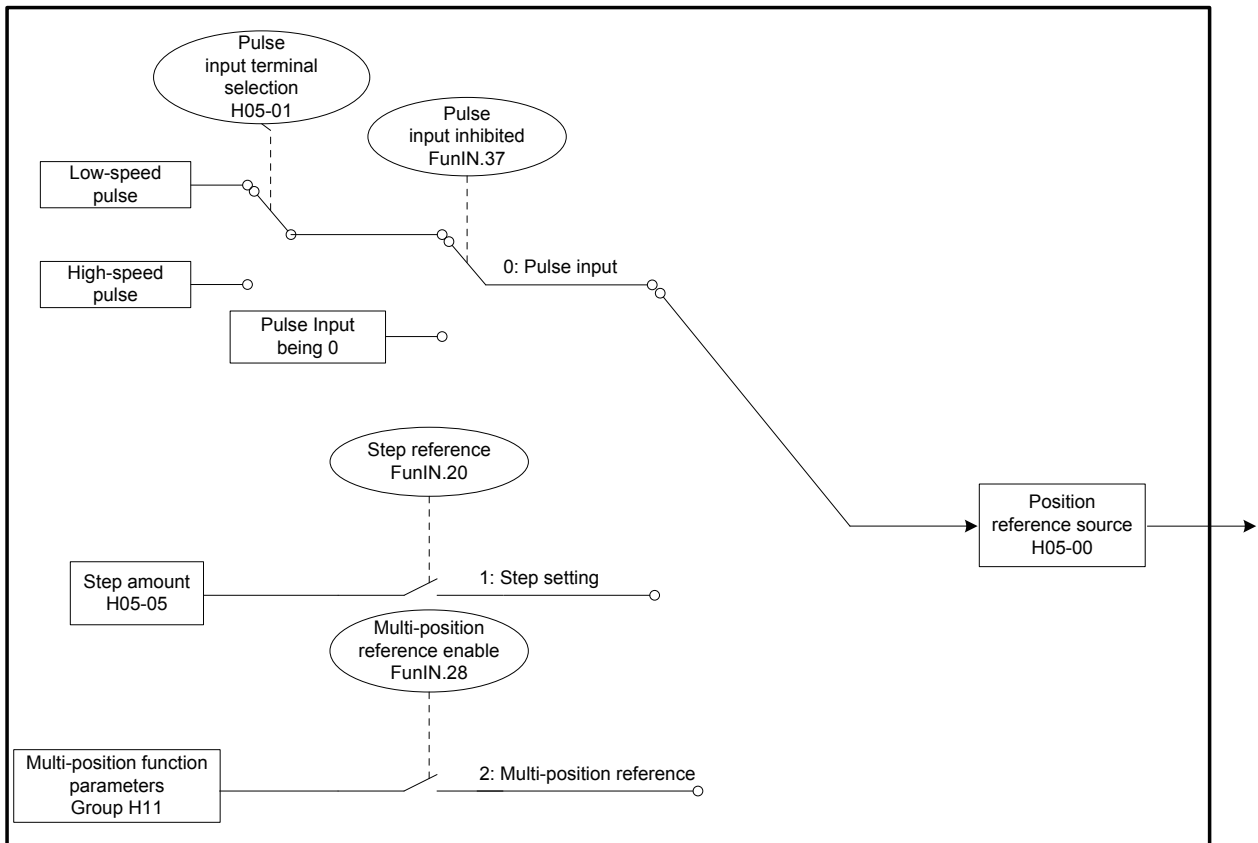 Pulse
input terminal
selection
H05-01
Pulse
input inhibited
FunIN.37
Low-speed
pulse
High-speed
pulse
0: Pulse input
Pulse Input
being 0
Step reference
FunIN.20
Position
reference source
H05-00
Step amount
H05-05
1: Step setting
Multi-position
reference enable
FunIN.28
Multi-position function
parameters
Group H11
2: Multi-position reference